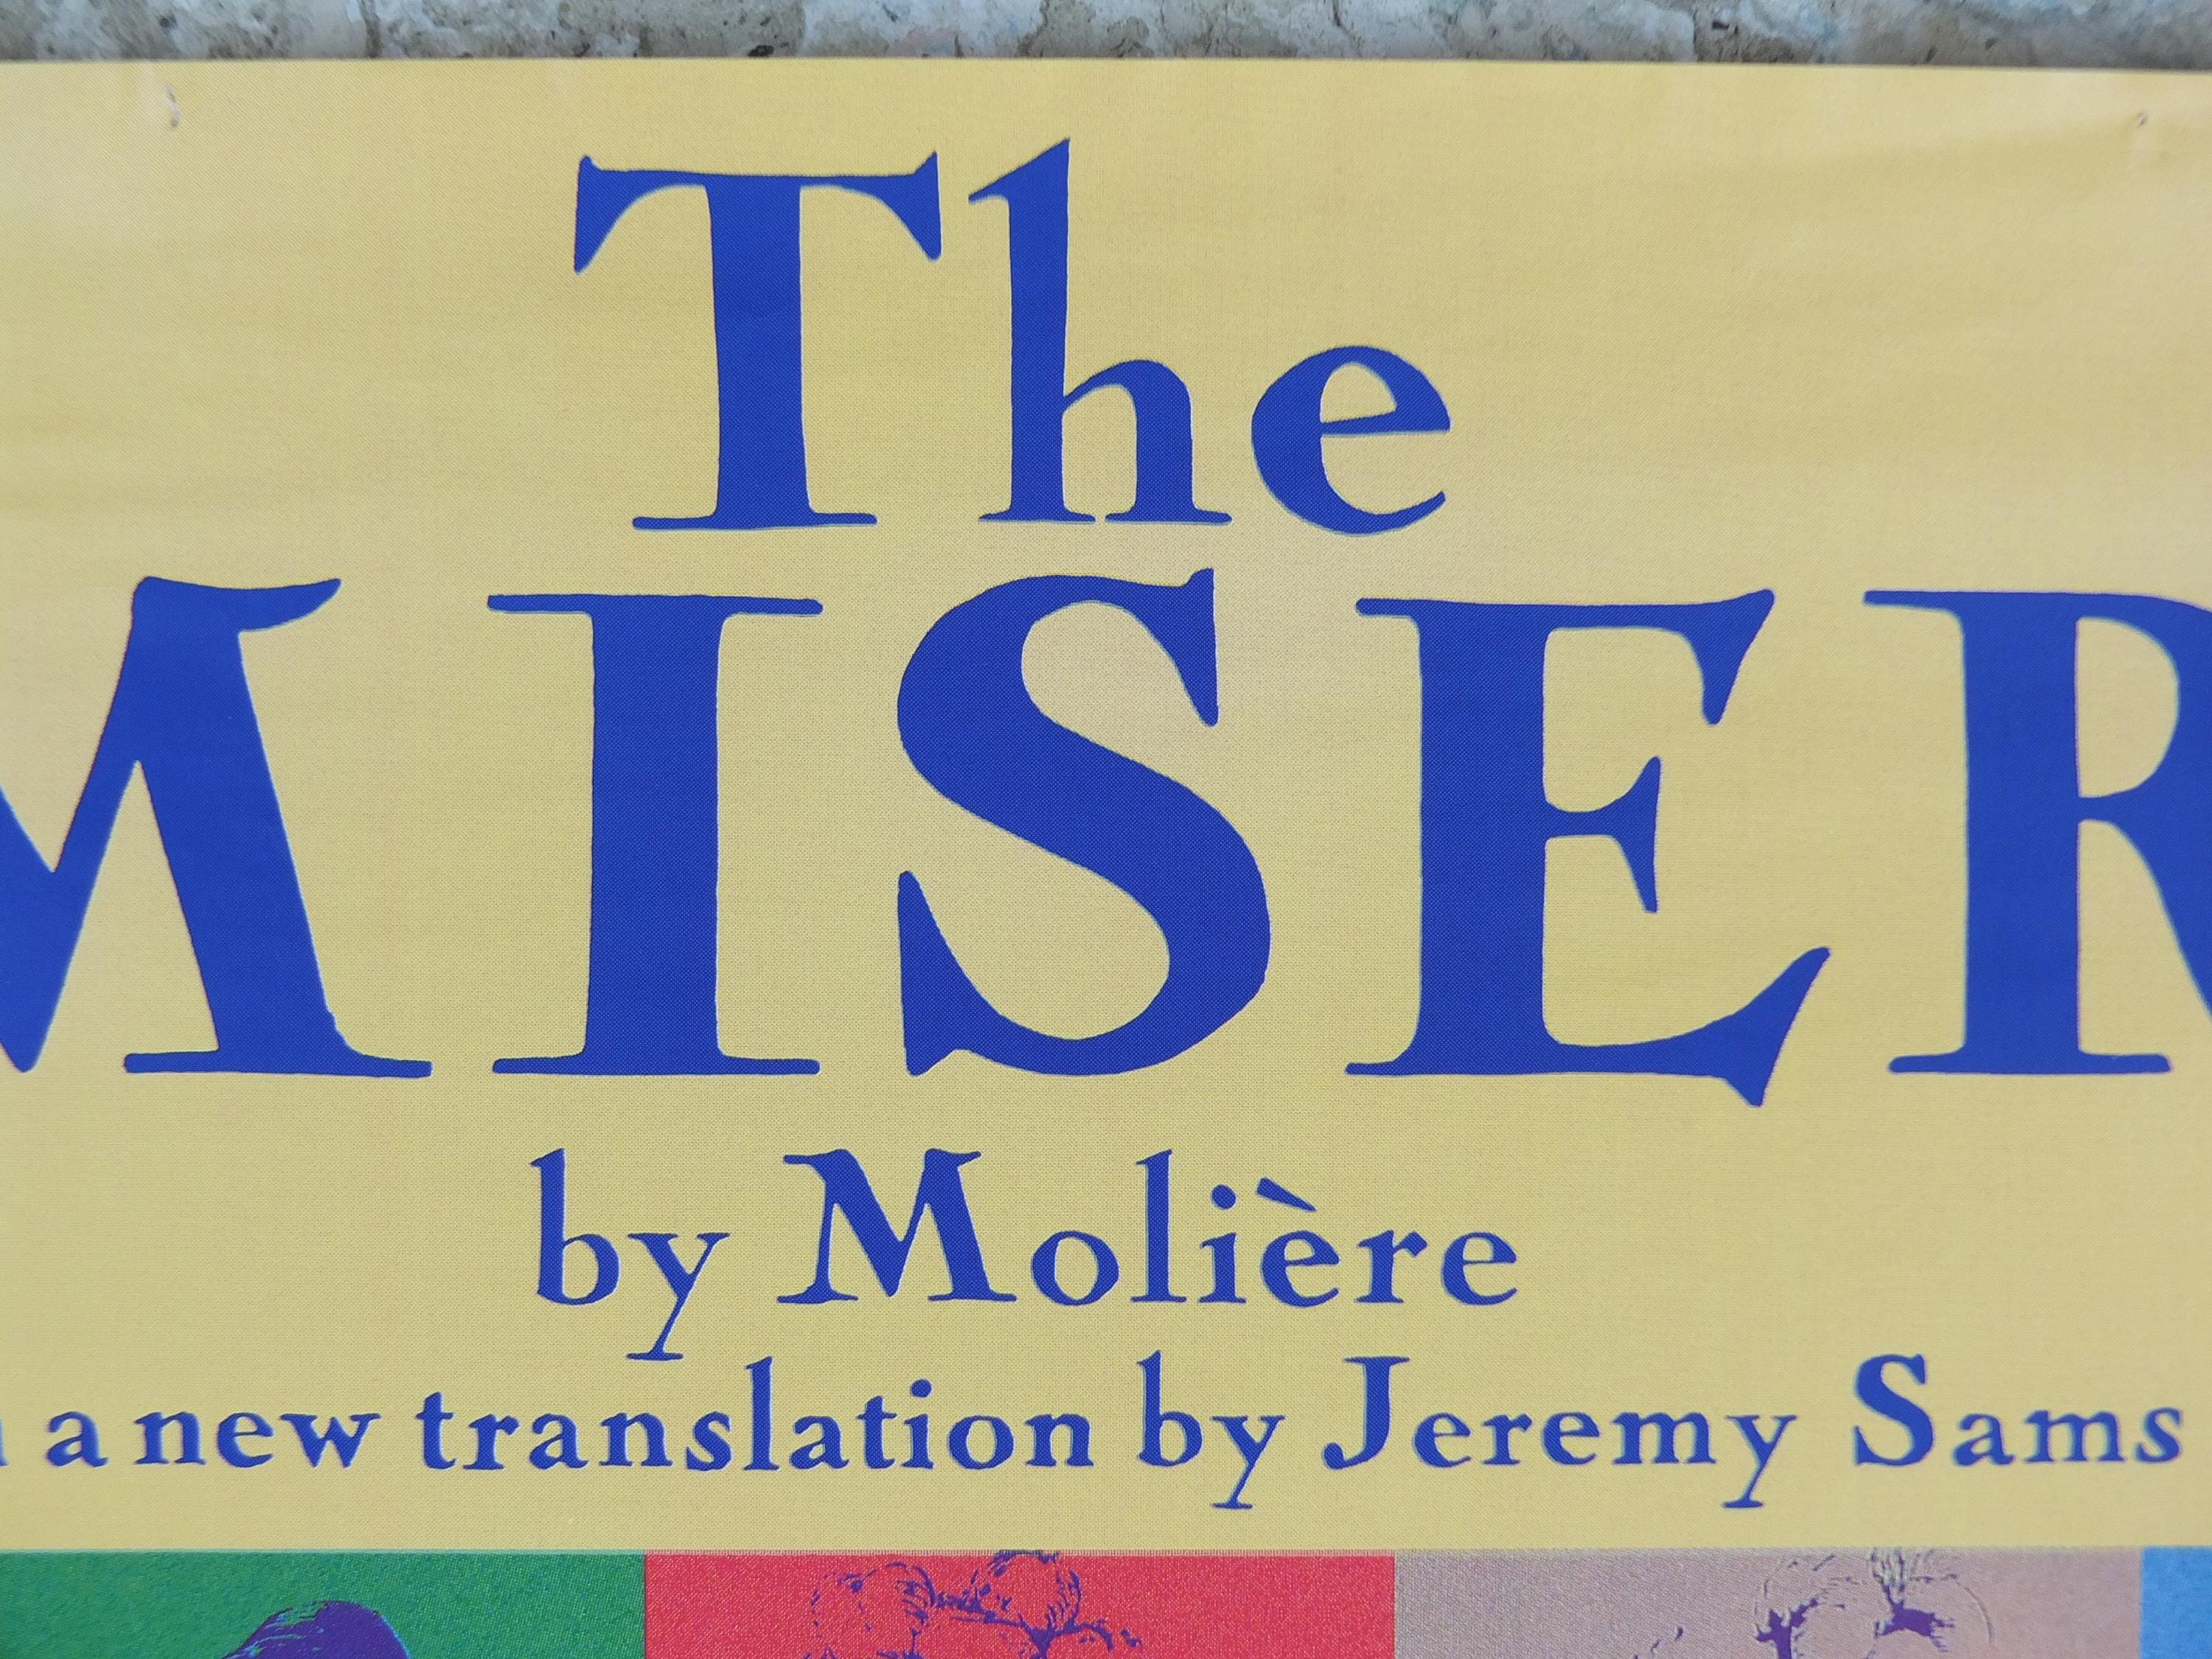 The
MISER
by Molière
a new translation by Jeremy Sams